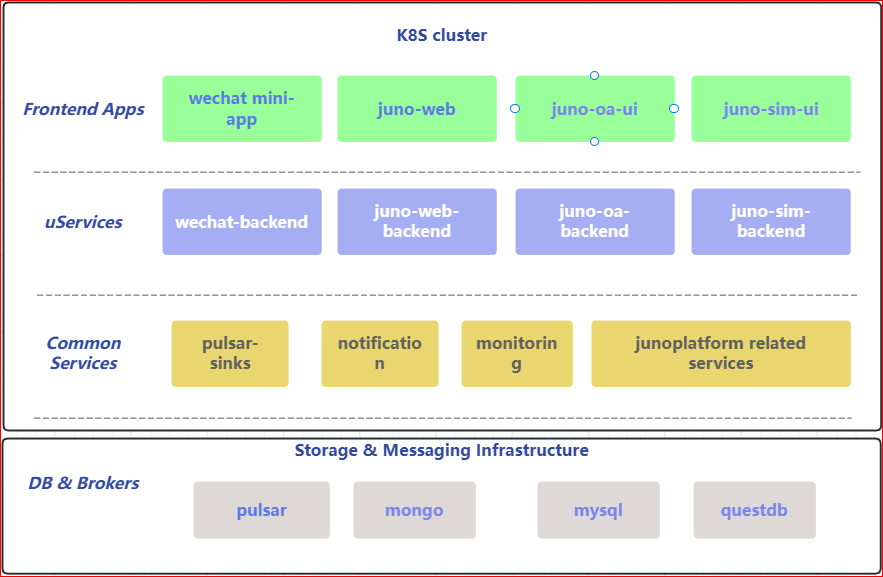 K8S cluster
Frontend Apps
wechat mini-
app
juno-web
juno-oa-ui
juno-sim-ui
uServices
wechat-backend
juno-web-
backend
juno-oa-
backend
juno-sim-
backend
Common
Services
pulsar-
sinks
notificatio
n
monitorin
g
junoplatform related
services
Storage & Messaging Infrastructure
DB & Brokers
pulsar
mongo
mysql
questdb